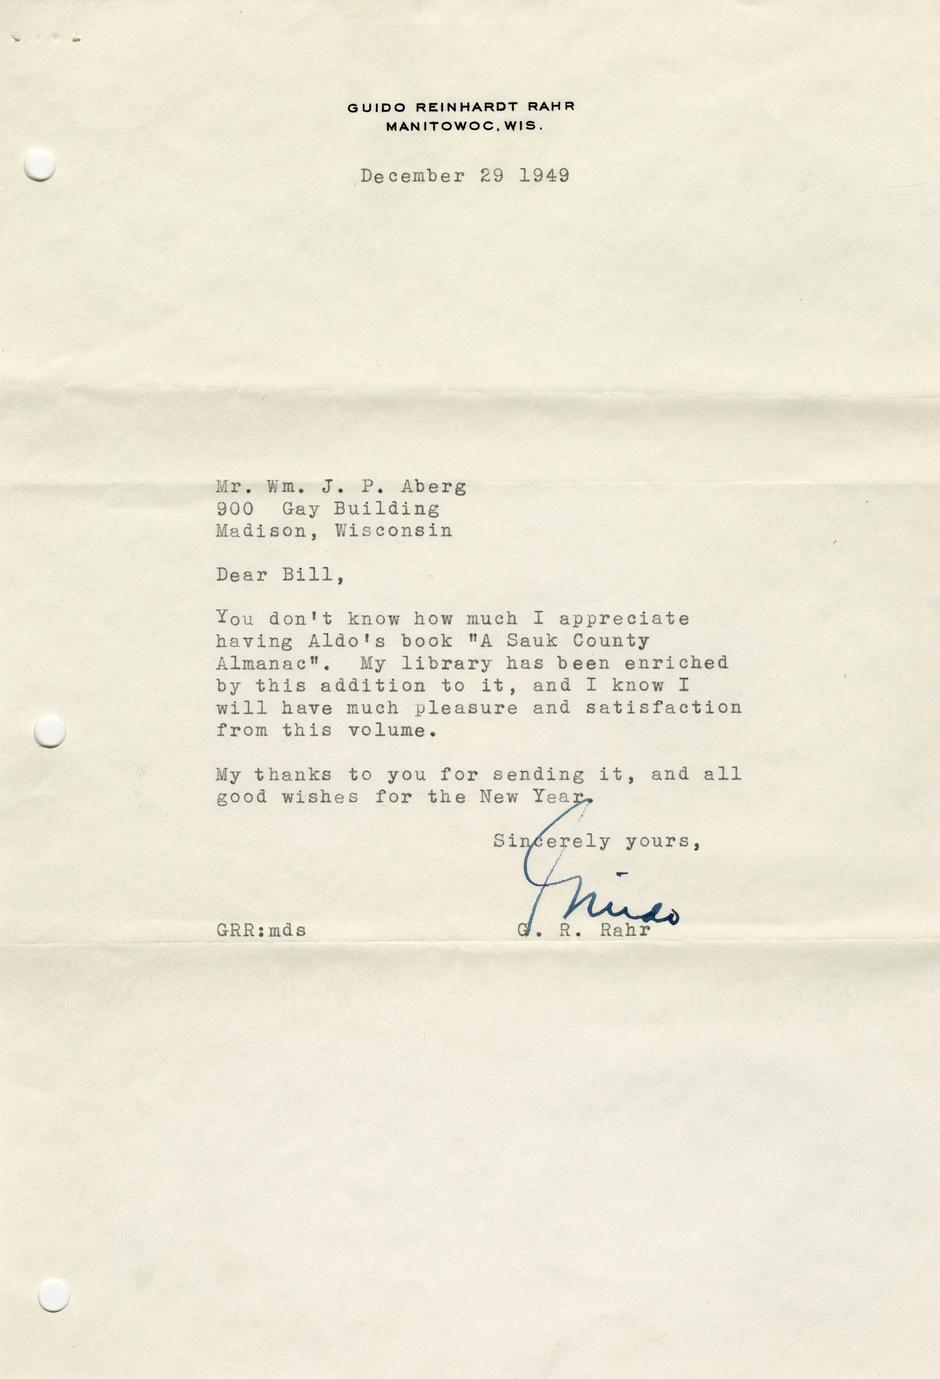 GUIDO REINHARDT RAHR
MANITOWOC, WIS.
December 29 1949
Mr. Wm. J. P. Aberg
900  Gay Building
Madison, Wisconsin
Dear Bill,
You don't know how much I appreciate
having Aldo's book "A Sauk County
Almanac".  My library has been enriched
by this addition to it, and I know I
will have much pleasure and satisfaction
from this volume.
My thanks to you for sending it, and all
good wishes for the New Year.
Sincerely yours,
Guido
GRR:mds G. R. Rahr